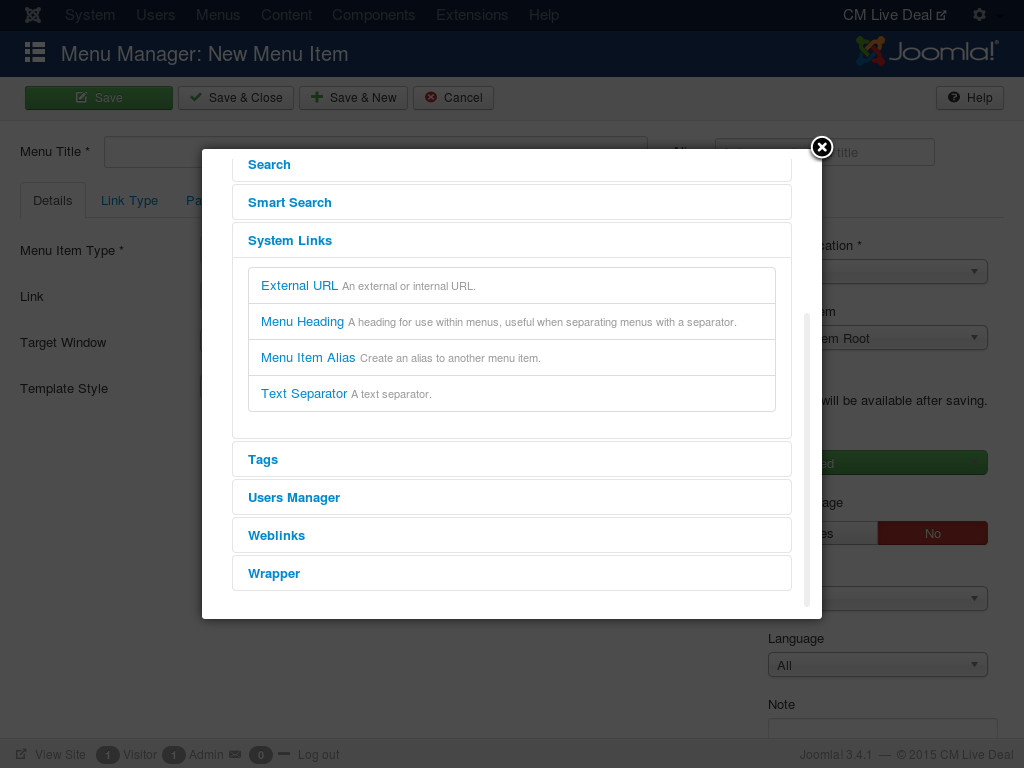 System Users Menus Content Components Extensions Help CM Live Deal
Menu Manager: New Menu Item Joomla!
Save Save & Close Save & New Cancel Help
Menu Title * title
Details Link Type Pa
Menu Item Type *
Link
Target Window
Template Style
Search
Smart Search
System Links
External URL An external or internal URL.
Menu Heading A heading for use within menus, useful when separating menus with a separator.
Menu Item Alias Create an alias to another menu item.
Text Separator A text separator.
Tags
Users Manager
Weblinks
Wrapper
cation *
em
em Root
will be available after saving.
ed
age
es No
Language
All
Note
View Site 1 Visitor 1 Admin 0 Log out Joomla! 3.4.1 — © 2015 CM Live Deal